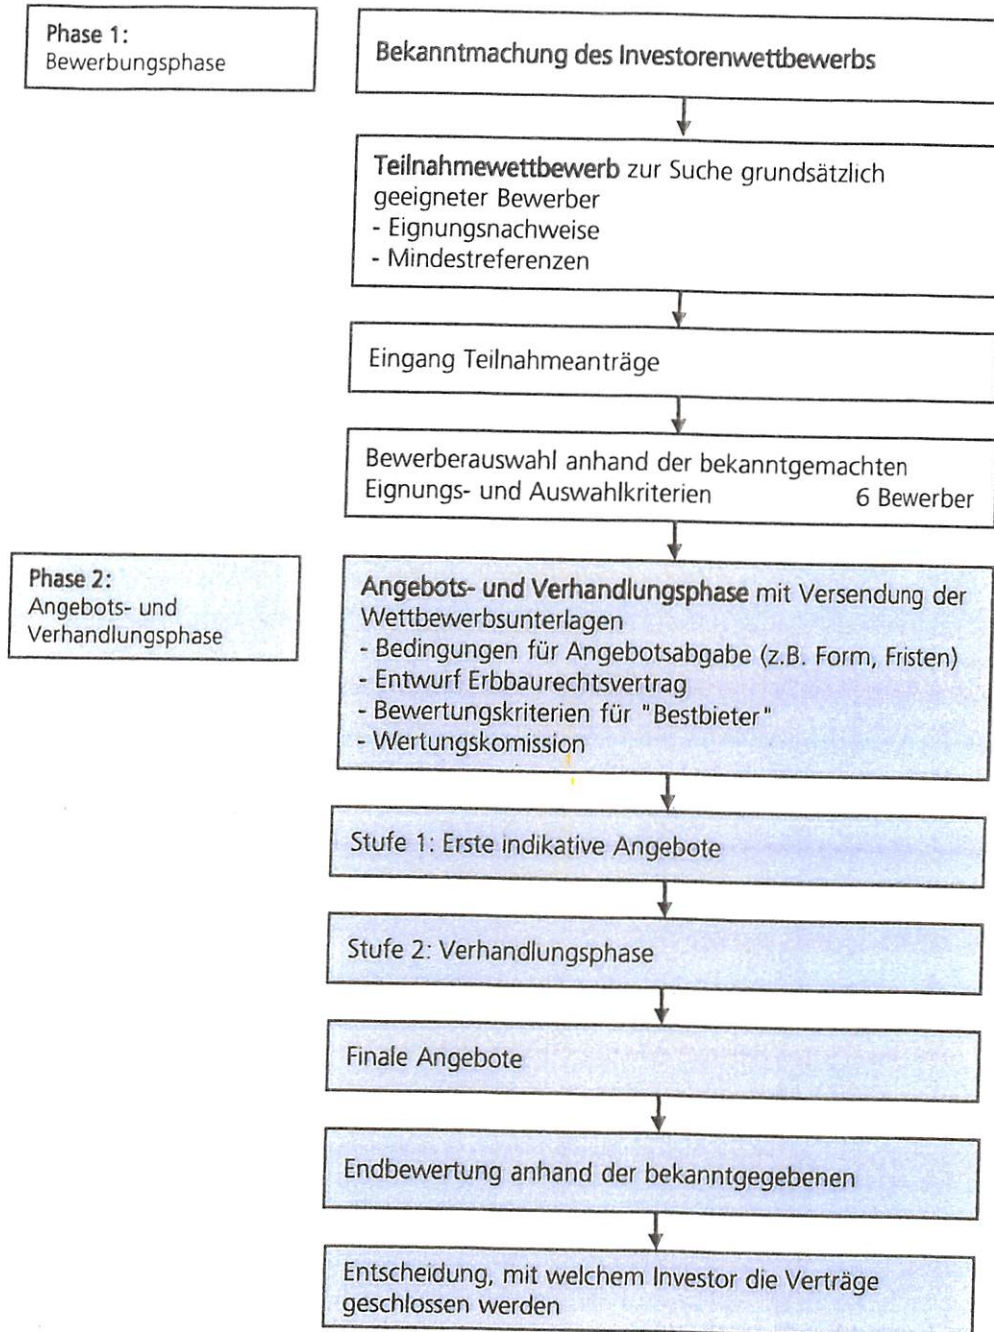 Phase 1:
Bewerbungsphase
Bekanntmachung des Investorenwettbewerbs
Teilnahmewettbewerb zur Suche grundsätzlich
geeigneter Bewerber
- Eignungsnachweise
- Mindestreferenzen
Eingang Teilnahmeanträge
Bewerberauswahl anhand der bekanntgemachten
Eignungs- und Auswahlkriterien 6 Bewerber
Phase 2:
Angebots- und
Verhandlungsphase
Angebots- und Verhandlungsphase mit Versendung der
Wettbewerbsunterlagen
- Bedingungen für Angebotsabgabe (z.B. Form, Fristen)
- Entwurf Erbbaurechtsvertrag
- Bewertungskriterien für "Bestbieter"
- Wertungskomission
Stufe 1: Erste indikative Angebote
Stufe 2: Verhandlungsphase
Finale Angebote
Endbewertung anhand der bekanntgegebenen
Entscheidung, mit welchem Investor die Verträge
geschlossen werden